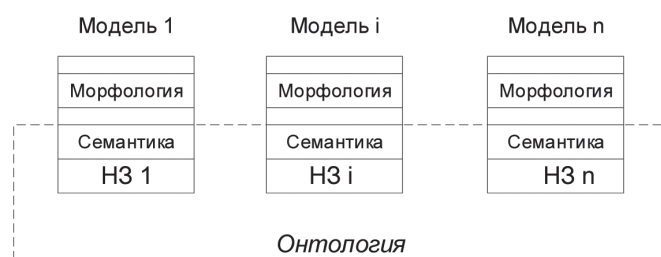 Модель 1 Модель i Модель n
Морфология Морфология Морфология
Семантика Семантика Семантика
НЗ 1 НЗ i НЗ n
Онтология